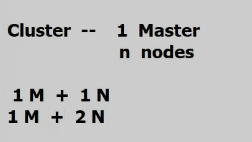 Cluster -- 1 Master
n nodes
1 M + 1 N
1 M + 2 N